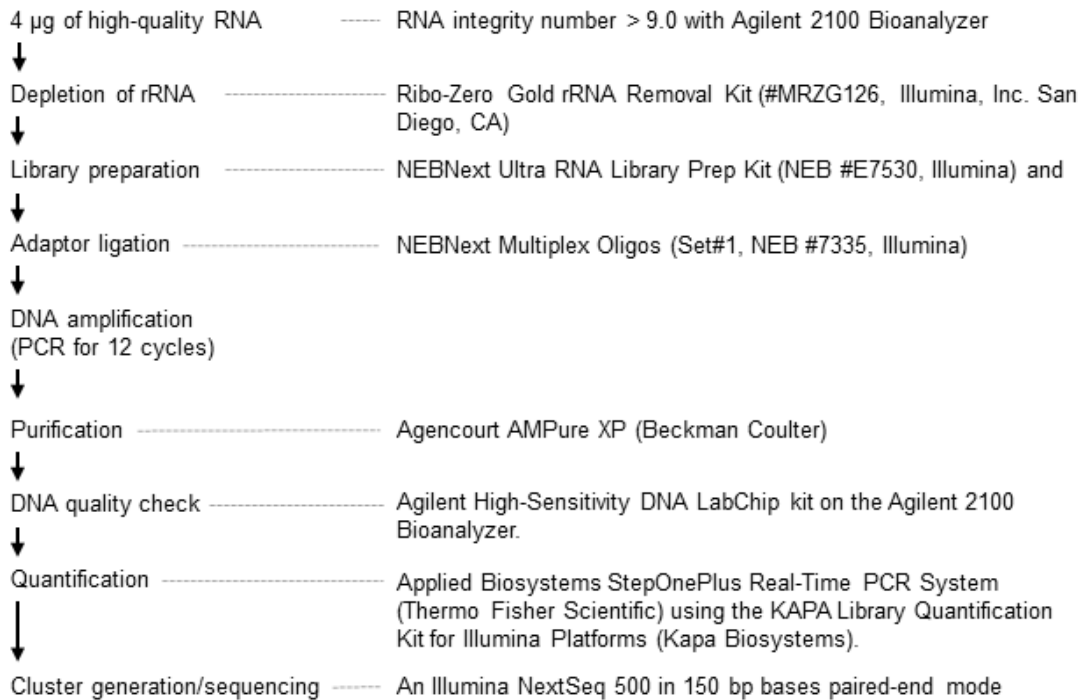 4 µg of high-quality RNA RNA integrity number > 9.0 with Agilent 2100 Bioanalyzer
Depletion of rRNA Ribo-Zero Gold rRNA Removal Kit (#MRZG126, Illumina, Inc. San
Diego, CA)
Library preparation NEBNext Ultra RNA Library Prep Kit (NEB #E7530, Illumina) and
Adaptor ligation NEBNext Multiplex Oligos (Set#1, NEB #7335, Illumina)
DNA amplification
(PCR for 12 cycles)
Purification Agencourt AMPure XP (Beckman Coulter)
DNA quality check Agilent High-Sensitivity DNA LabChip kit on the Agilent 2100
Bioanalyzer.
Quantification Applied Biosystems StepOnePlus Real-Time PCR System
(Thermo Fisher Scientific) using the KAPA Library Quantification
Kit for Illumina Platforms (Kapa Biosystems).
Cluster generation/sequencing An Illumina NextSeq 500 in 150 bp bases paired-end mode